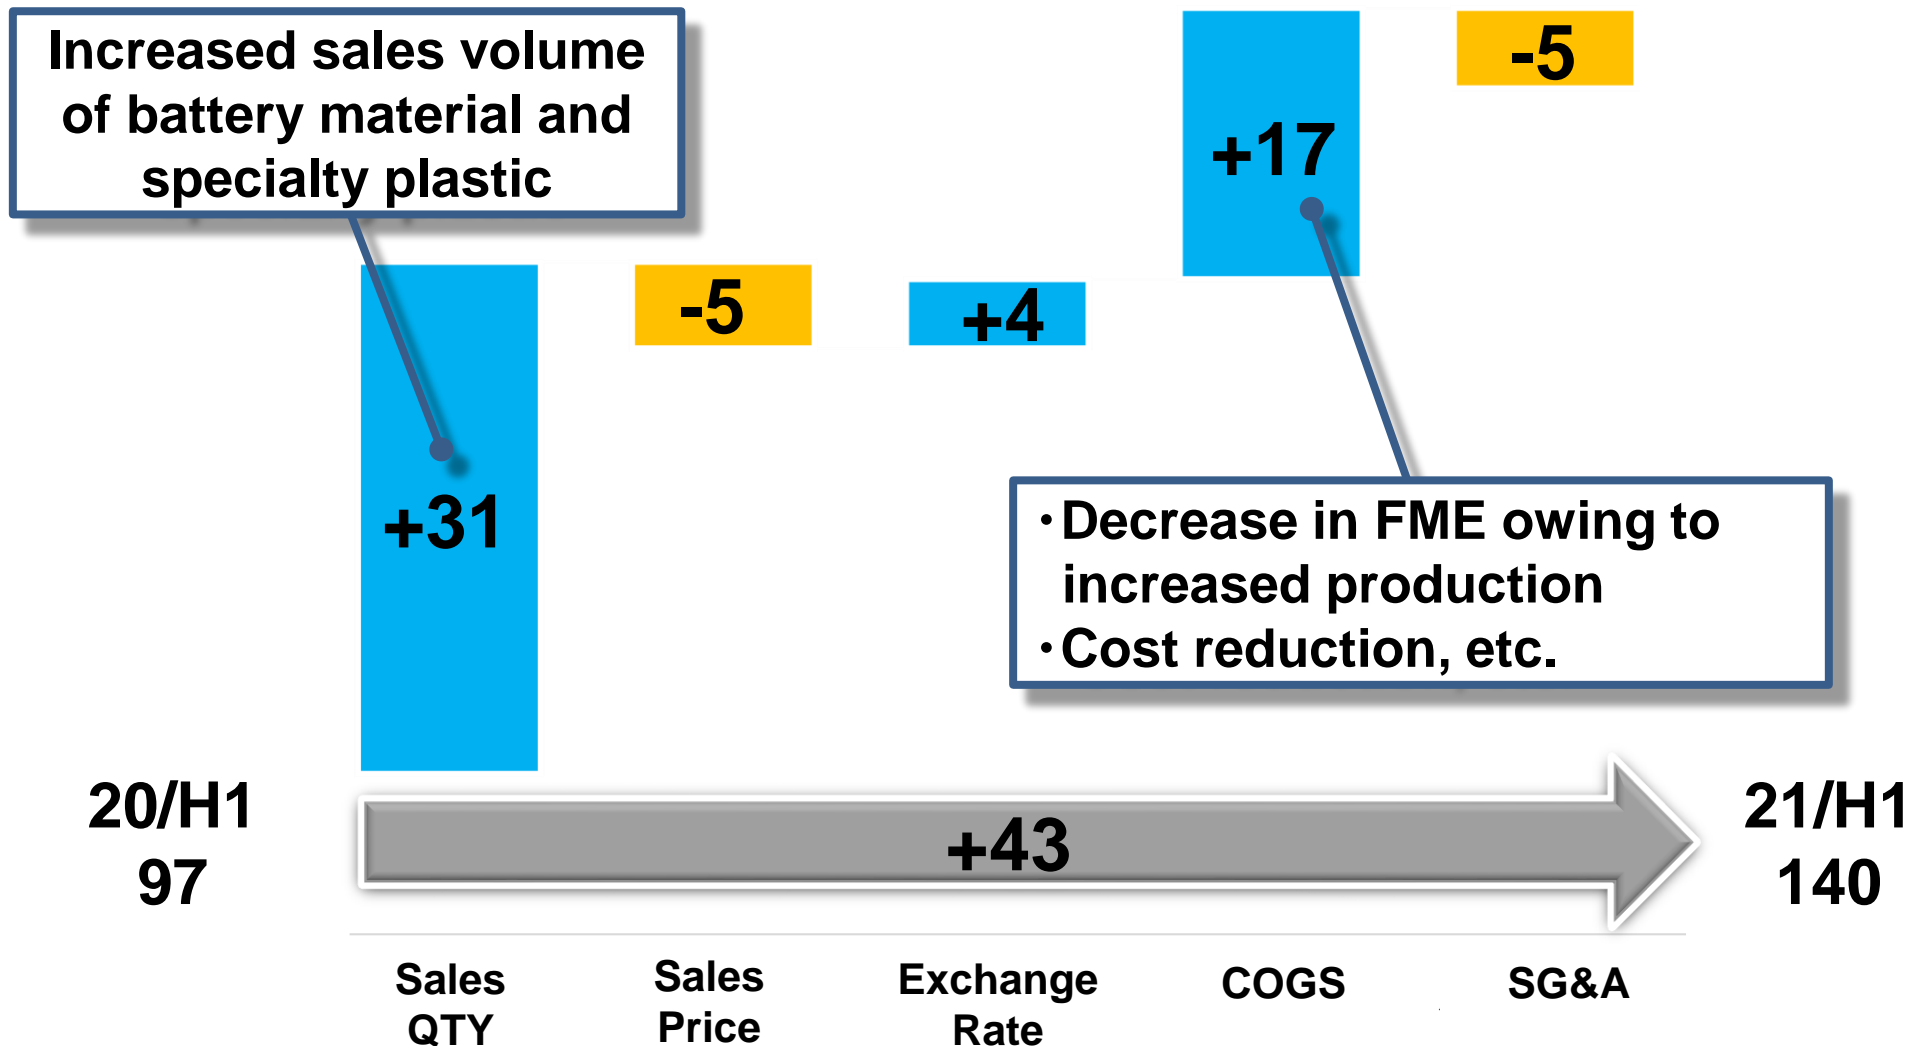 Increased sales volume
of battery material and
specialty plastic
-5
+17
-5
+4
+31
・Decrease in FME owing to
increased production
・Cost reduction, etc.
20/H1
97
+43
21/H1
140
Sales
QTY
Sales
Price
Exchange
Rate
COGS
SG&A